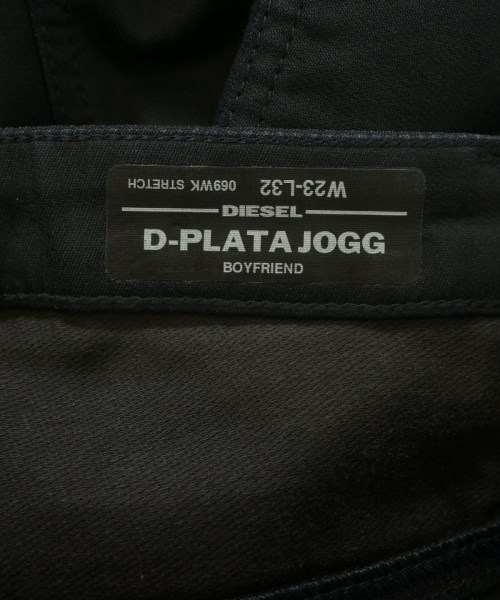 W23-L32 069WK STRETCH
DIESEL
D-PLATA JOGG
BOYFRIEND